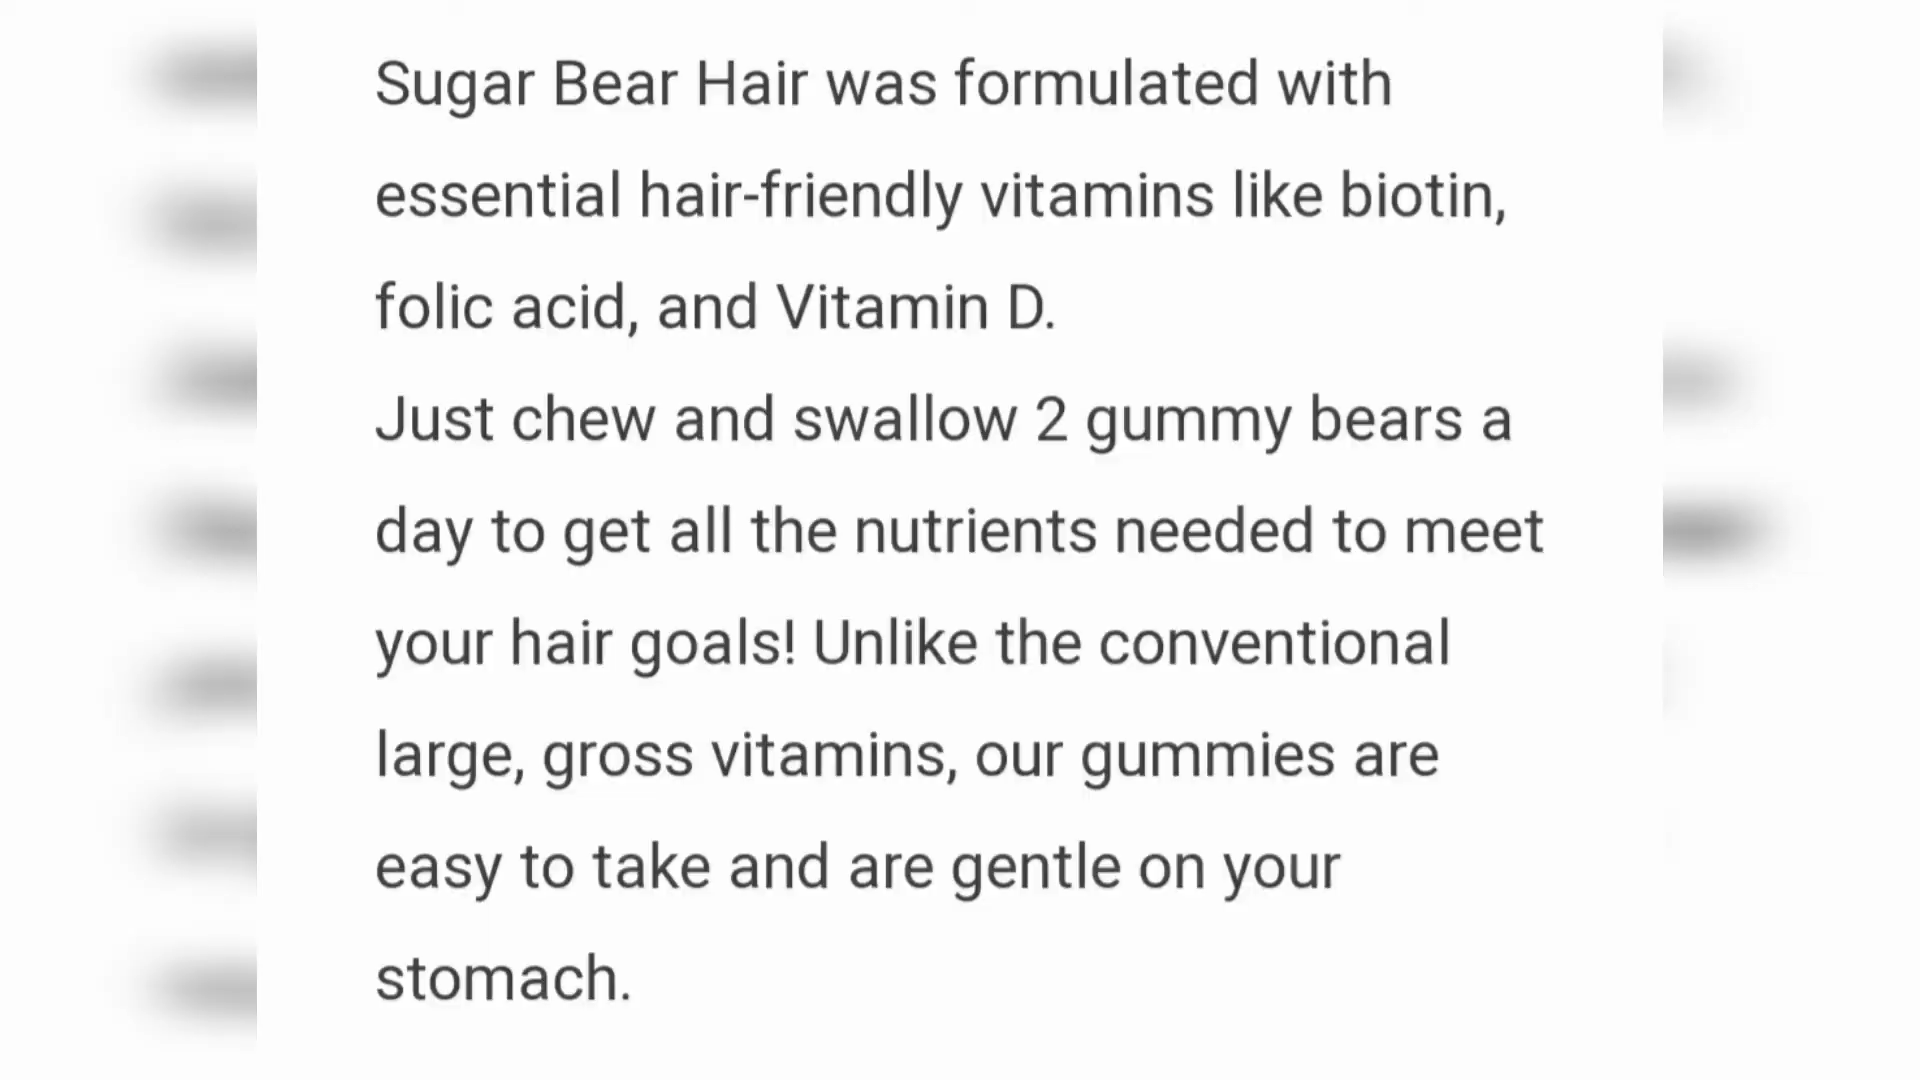 Sugar Bear Hair was formulated with
essential hair-friendly vitamins like biotin,
folic acid, and Vitamin D.
Just chew and swallow 2 gummy bears a
day to get all the nutrients needed to meet
your hair goals! Unlike the conventional
large, gross vitamins, our gummies are
easy to take and are gentle on your
stomach.